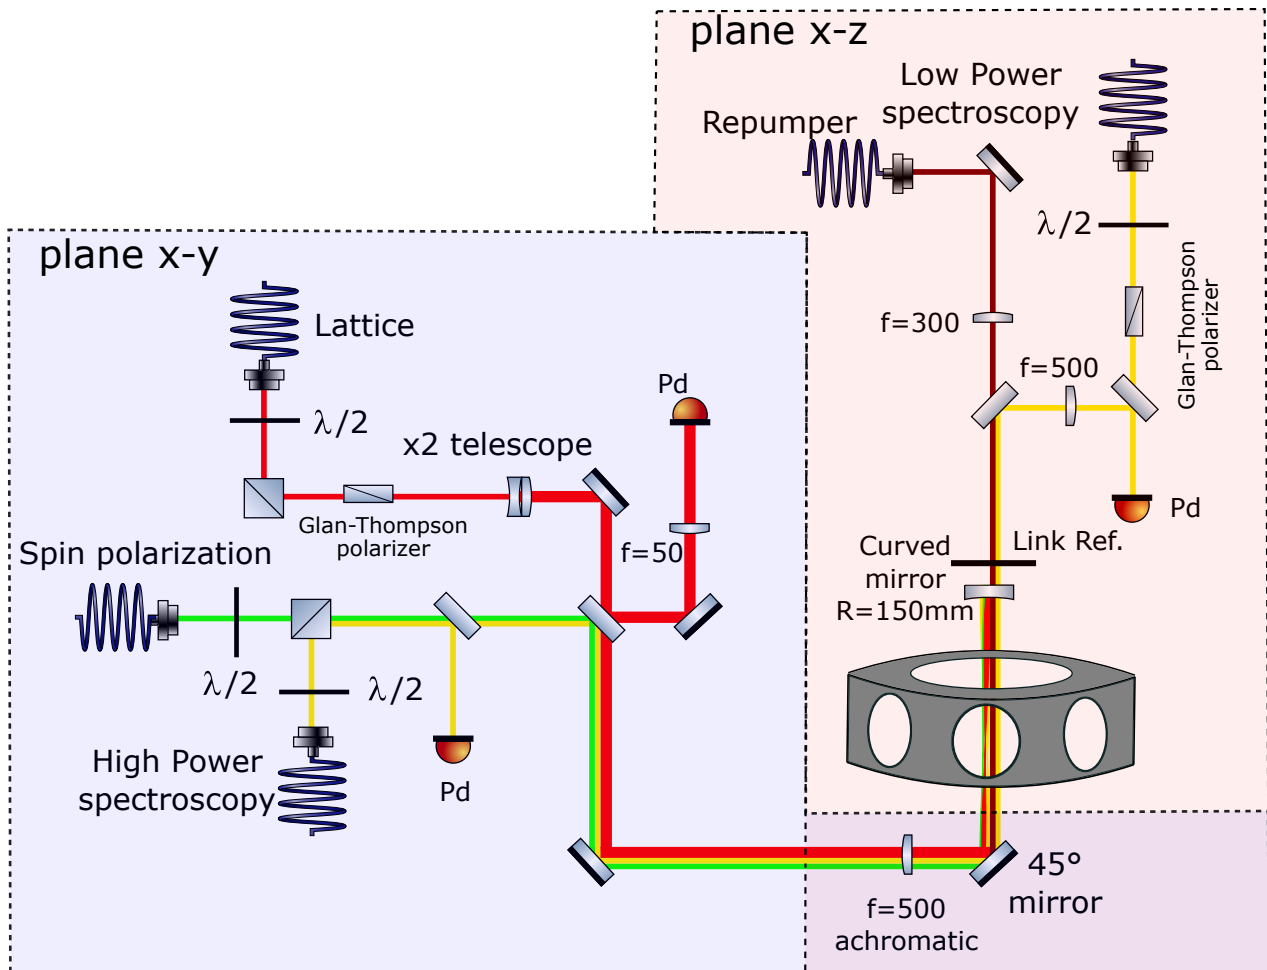 plane x-z
Low Power
spectroscopy
Repumper
λ/2
Glan-Thompson
polarizer
f=300
f=500
Pd
Link Ref.
Curved
mirror
R=150mm
plane x-y
Lattice
λ/2
Pd
x2 telescope
Glan-Thompson
polarizer
f=50
Spin polarization
λ/2
λ/2
High Power
spectroscopy
Pd
45°
mirror
f=500
achromatic